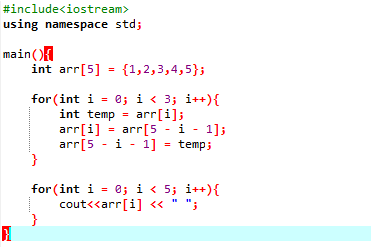 #include<iostream>
using namespace std;
main(){
int arr[5] = {1,2,3,4,5};
for(int i = 0; i < 3; i++){
int temp = arr[i];
arr[i] = arr[5 - i - 1];
arr[5 - i - 1] = temp;
}
for(int i = 0; i < 5; i++){
cout<<arr[i] << " ";
}
}